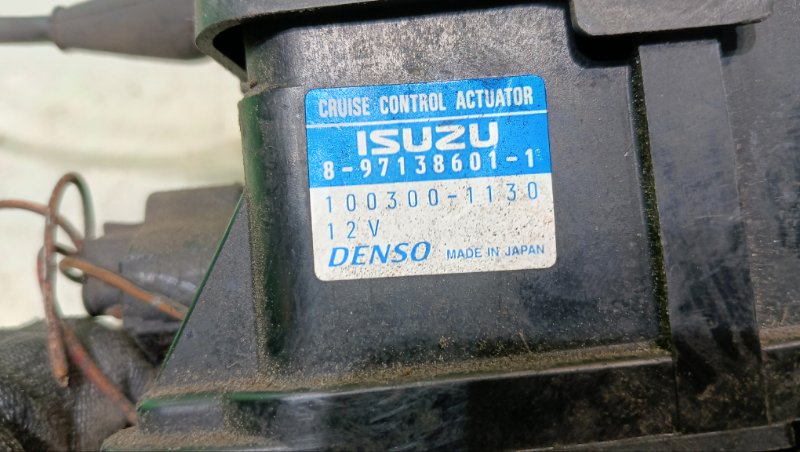 CRUISE CONTROL ACTUATOR
ISUZU
8-97138601-1
100300-1130
12V
DENSO MADE IN JAPAN